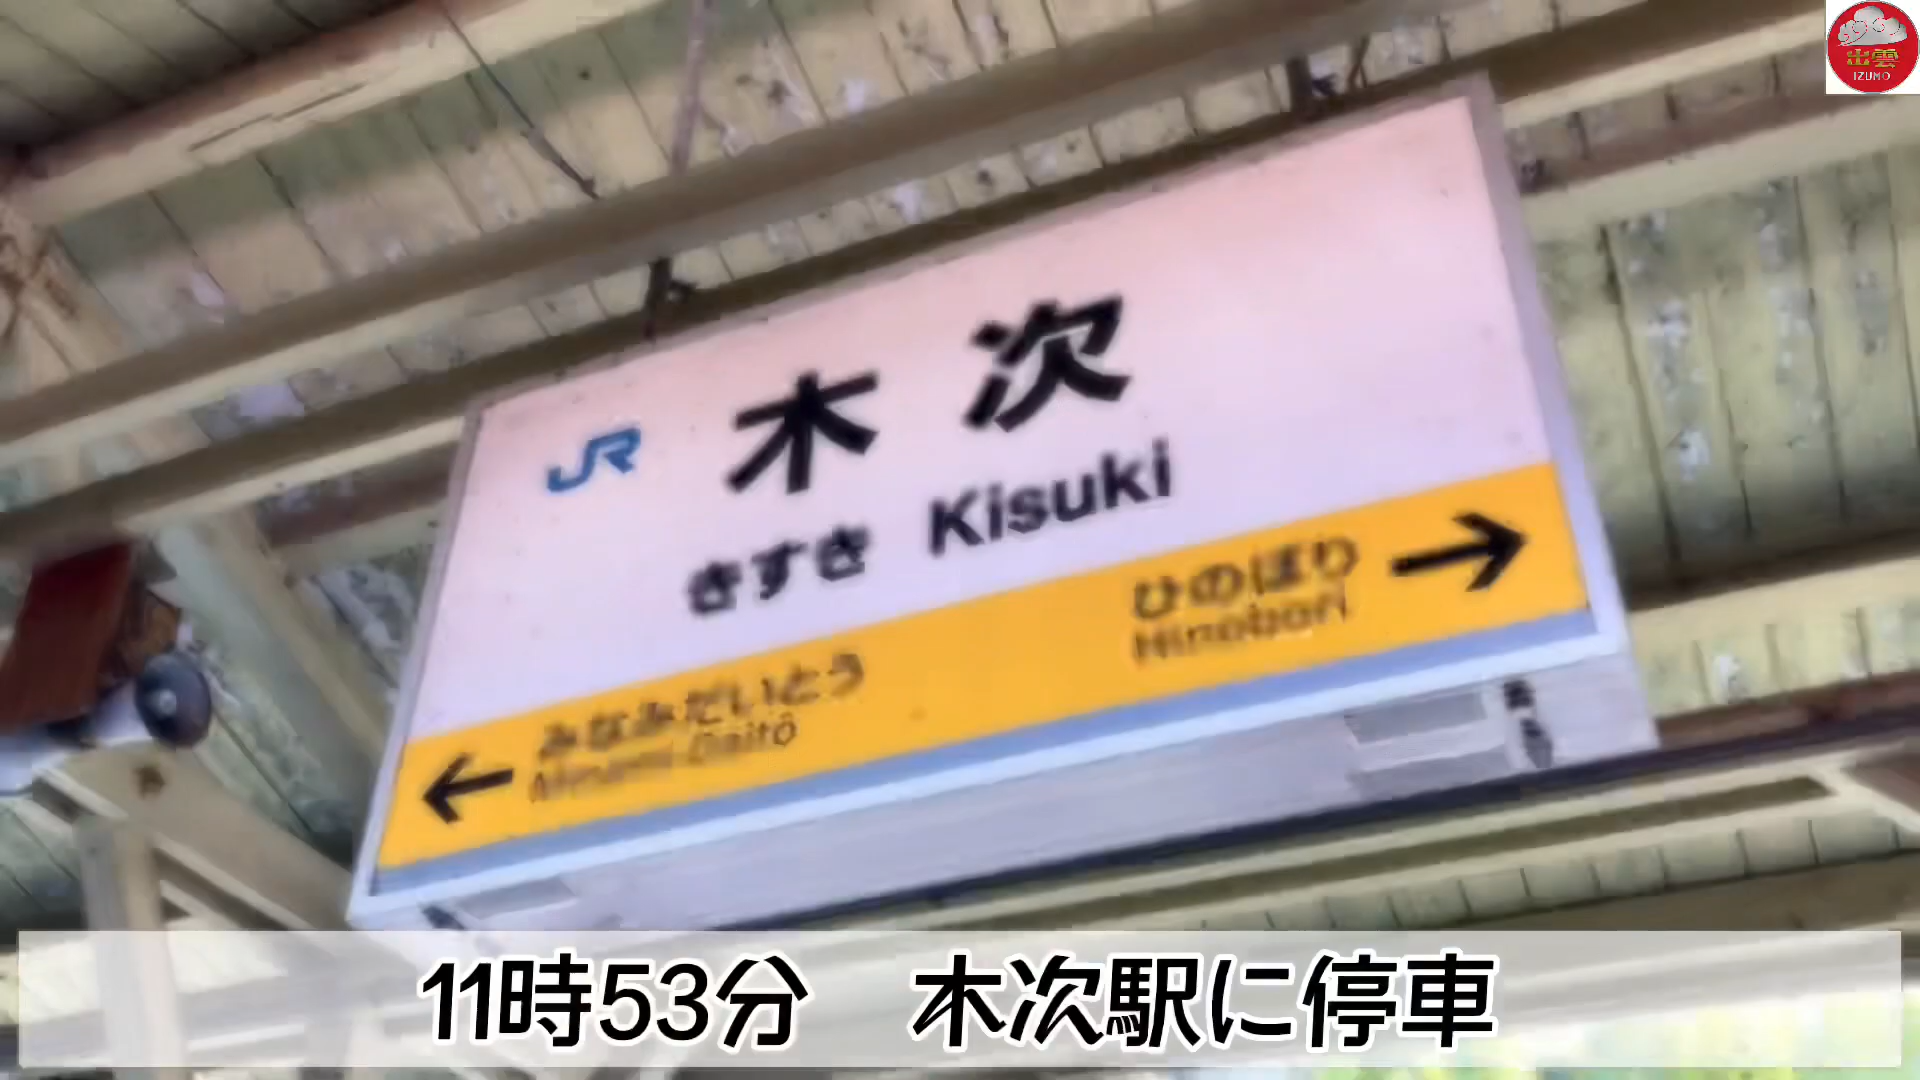 出雲
IZUMO
JR 木次
きすき Kisuki
ひのぼり →
Hinobori
← みなみだいとう
Minami-Daitō
11時53分 木次駅に停車